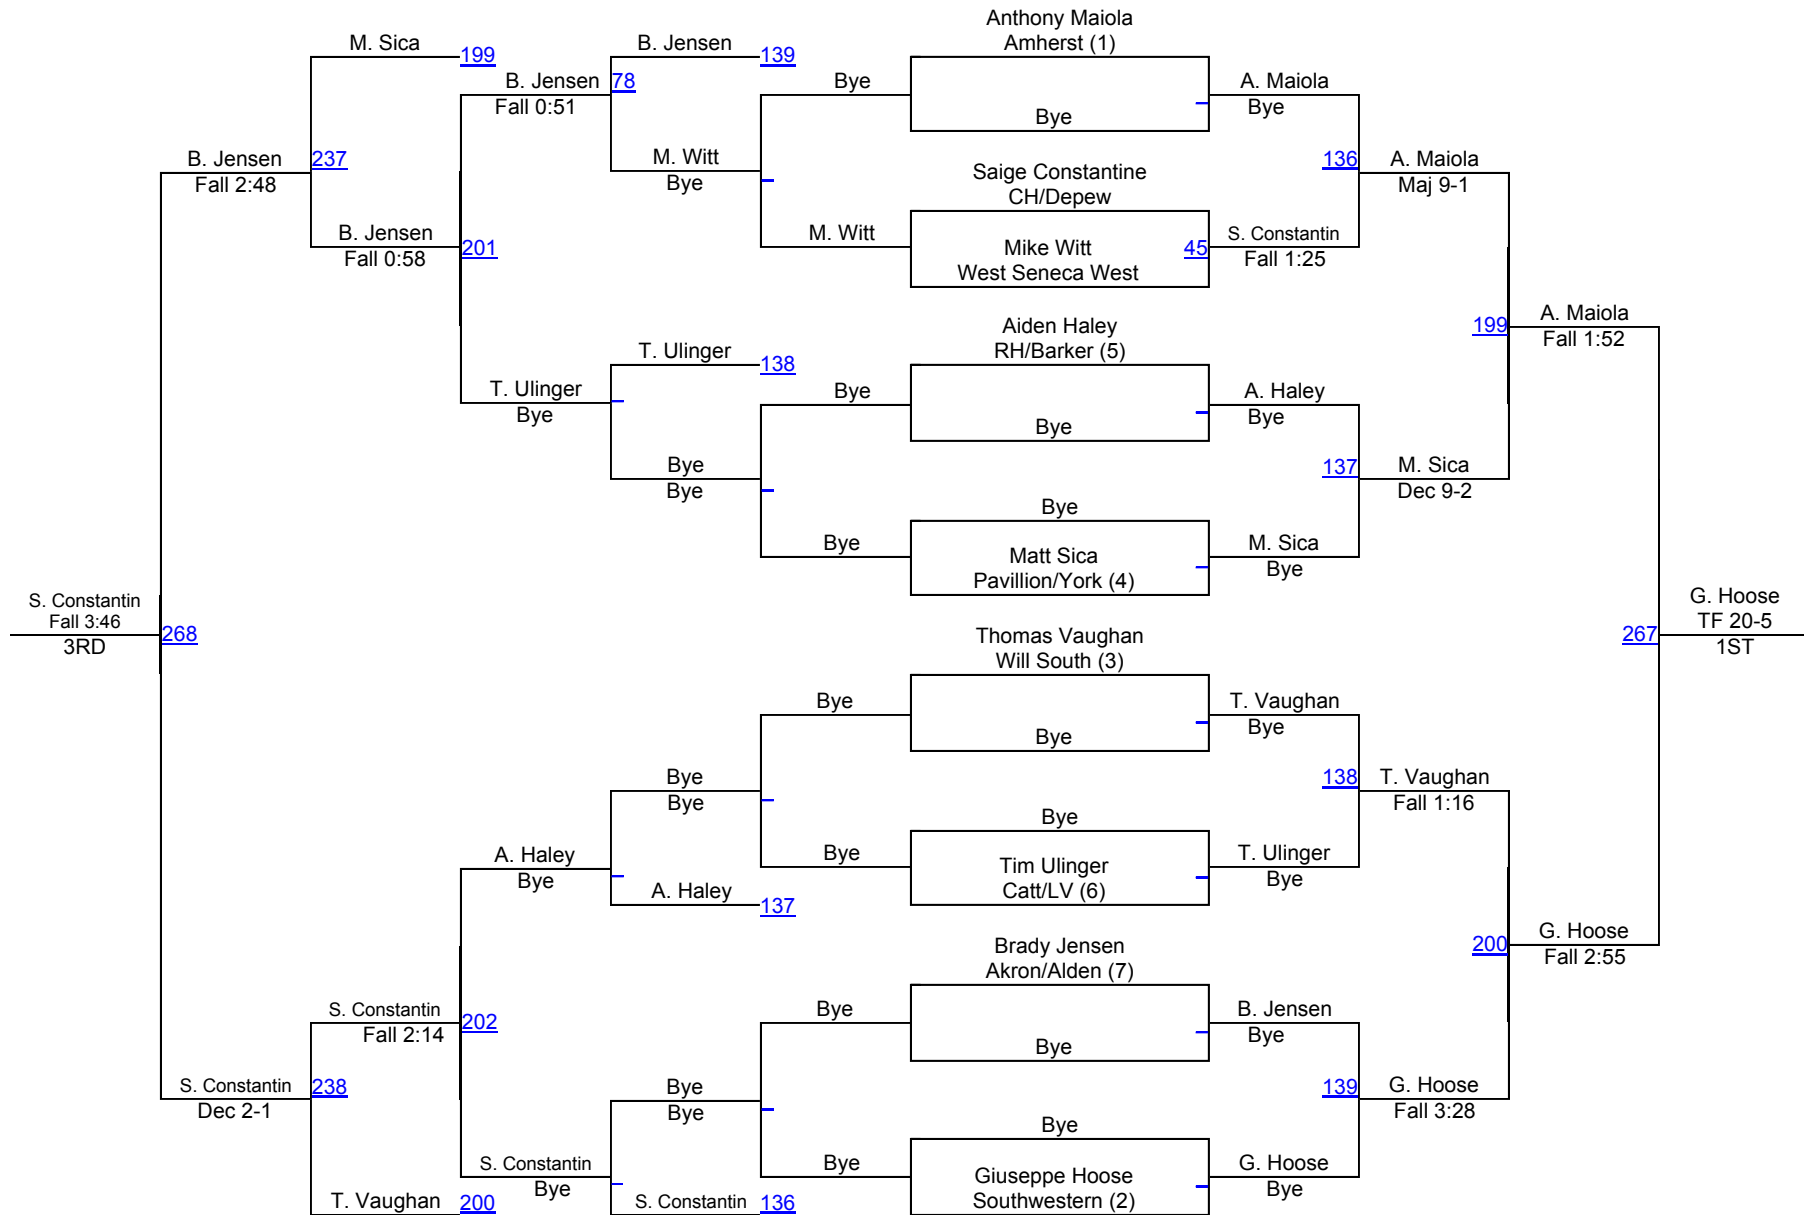 Anthony Maiola
Amherst (1)
M. Sica
199
B. Jensen
139
B. Jensen
78
Fall 0:51
Bye
Bye
A. Maiola
Bye
B. Jensen
237
Fall 2:48
M. Witt
Bye
Saige Constantine
CH/Depew
136
A. Maiola
Maj 9-1
B. Jensen
Fall 0:58
201
M. Witt
Mike Witt
West Seneca West
45
S. Constantin
Fall 1:25
Aiden Haley
RH/Barker (5)
199
A. Maiola
Fall 1:52
T. Ulinger
138
T. Ulinger
Bye
Bye
Bye
A. Haley
Bye
Bye
Bye
137
M. Sica
Dec 9-2
Bye
Bye
Matt Sica
Pavillion/York (4)
M. Sica
Bye
S. Constantin
Fall 3:46
3RD
268
267
G. Hoose
TF 20-5
1ST
Thomas Vaughan
Will South (3)
Bye
Bye
T. Vaughan
Bye
Bye
Bye
138
T. Vaughan
Fall 1:16
A. Haley
Bye
Bye
Bye
Tim Ulinger
Catt/LV (6)
T. Ulinger
Bye
A. Haley
137
Brady Jensen
Akron/Alden (7)
200
G. Hoose
Fall 2:55
S. Constantin
Fall 2:14
202
Bye
Bye
B. Jensen
Bye
S. Constantin
Dec 2-1
238
Bye
Bye
139
G. Hoose
Fall 3:28
S. Constantin
Bye
Bye
Bye
Giuseppe Hoose
Southwestern (2)
G. Hoose
Bye
T. Vaughan
200
S. Constantin
136